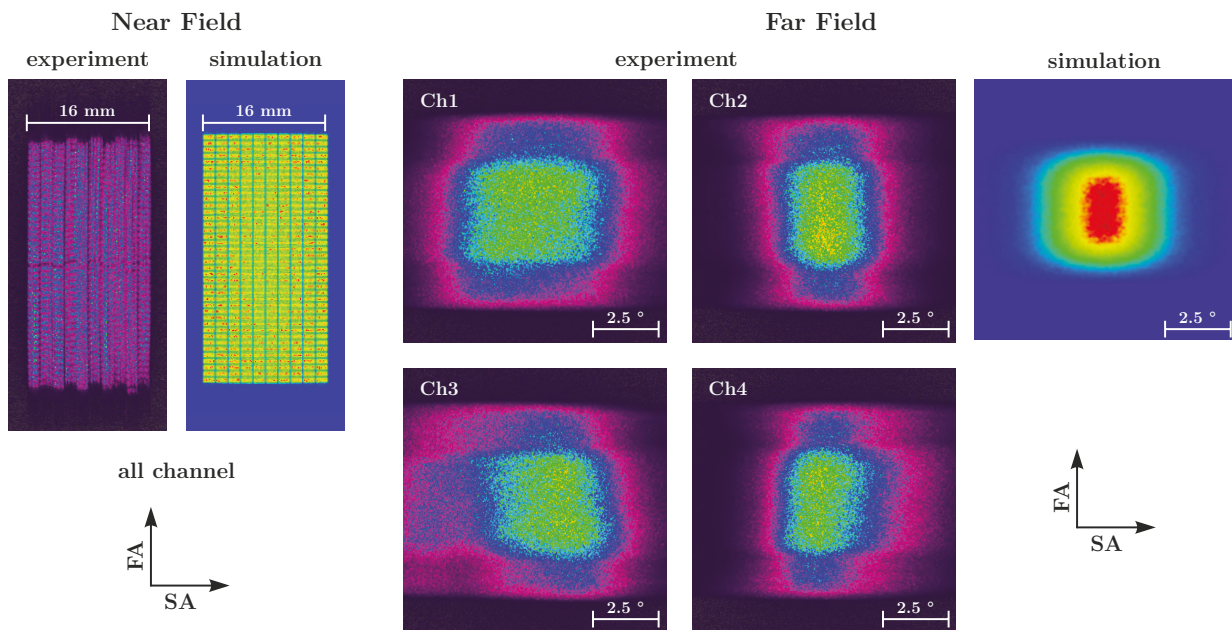 Near Field
experiment
simulation
16 mm
16 mm
all channel
FA
SA
Far Field
experiment
simulation
Ch1
2.5 °
Ch2
2.5 °
2.5 °
Ch3
2.5 °
Ch4
2.5 °
FA
SA